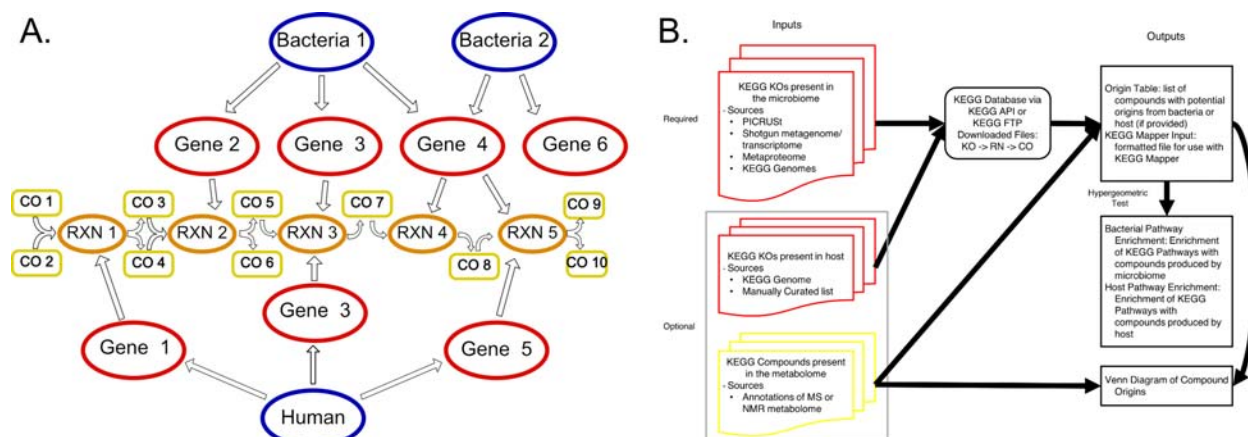 A.
Bacteria 1
Bacteria 2
Gene 2
Gene 3
Gene 4
Gene 6
CO 1
CO 3
CO 5
CO 7
CO 9
RXN 1
RXN 2
RXN 3
RXN 4
RXN 5
CO 2
CO 4
CO 6
CO 8
CO 10
Gene 3
Gene 1
Gene 5
Human
B.
Inputs
Outputs
Required
KEGG KOs present in
the microbiome
- Sources
• PICRUSt
• Shotgun metagenome/
transcriptome
• Metaproteome
• KEGG Genomes
KEGG Database via
KEGG API or
KEGG FTP
Downloaded Files:
KO -> RN -> CO
Origin Table: list of
compounds with potential
origins from bacteria or
host (if provided)
KEGG Mapper Input:
formatted file for use with
KEGG Mapper
Hypergeometric
Test
Bacterial Pathway
Enrichment: Enrichment
of KEGG Pathways with
compounds produced by
microbiome
Host Pathway Enrichment:
Enrichment of KEGG
Pathways with
compounds produced by
host
Optional
KEGG KOs present in host
- Sources
• KEGG Genome
• Manually Curated list
KEGG Compounds present
in the metabolome
- Sources
• Annotations of MS or
NMR metabolome
Venn Diagram of Compound
Origins